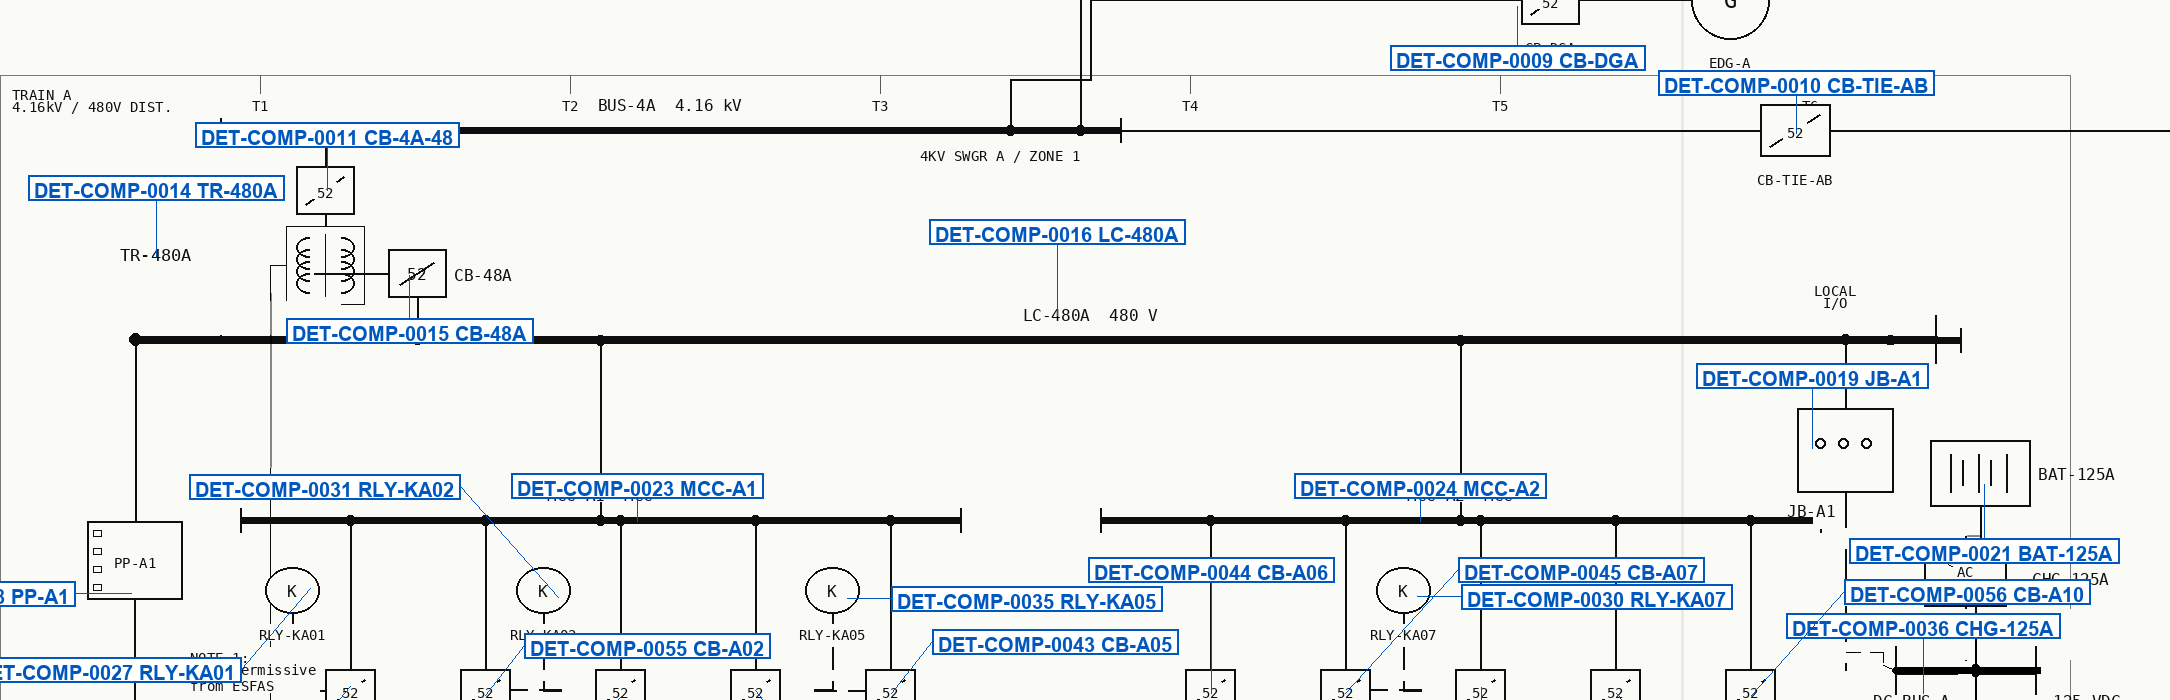 52
G
DET-COMP-0009 CB-DGA
EDG-A
DET-COMP-0010 CB-TIE-AB
TRAIN A
4.16kV / 480V DIST.
T1
T2
BUS-4A 4.16 kV
T3
T4
T5
DET-COMP-0011 CB-4A-48
52
4KV SWGR A / ZONE 1
CB-TIE-AB
DET-COMP-0014 TR-480A
52
DET-COMP-0016 LC-480A
TR-480A
52
CB-48A
LOCAL
I/O
LC-480A 480 V
DET-COMP-0015 CB-48A
DET-COMP-0019 JB-A1
BAT-125A
DET-COMP-0031 RLY-KA02
DET-COMP-0023 MCC-A1
DET-COMP-0024 MCC-A2
JB-A1
DET-COMP-0021 BAT-125A
PP-A1
DET-COMP-0044 CB-A06
DET-COMP-0045 CB-A07
AC
PP-A1
K
K
K
DET-COMP-0035 RLY-KA05
K
DET-COMP-0030 RLY-KA07
DET-COMP-0056 CB-A10
RLY-KA01
RLY-KA05
RLY-KA07
DET-COMP-0036 CHG-125A
DET-COMP-0055 CB-A02
DET-COMP-0043 CB-A05
DET-COMP-0027 RLY-KA01
from ESFAS
52
52
52
52
52
52
52
52
52
52
DC BUS A
125 VDC